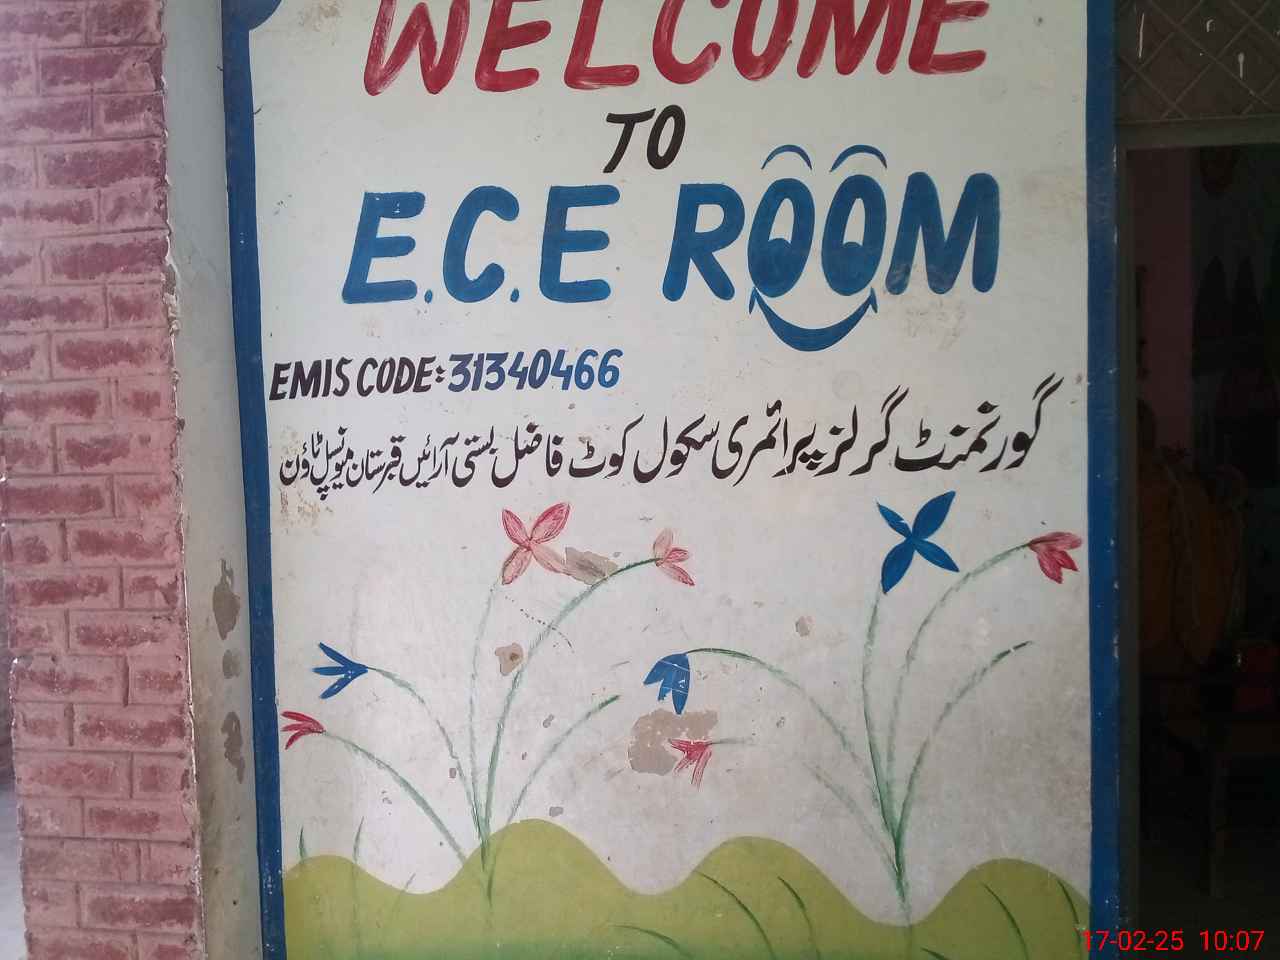 WELCOME
TO
E.C.E ROOM
EMIS CODE: 31340466
گورنمنٹ گرلز پرائمری سکول کوٹ فاضل بستی آرائیں قبرستان میونسپل ٹاؤن
17-02-25 10:07